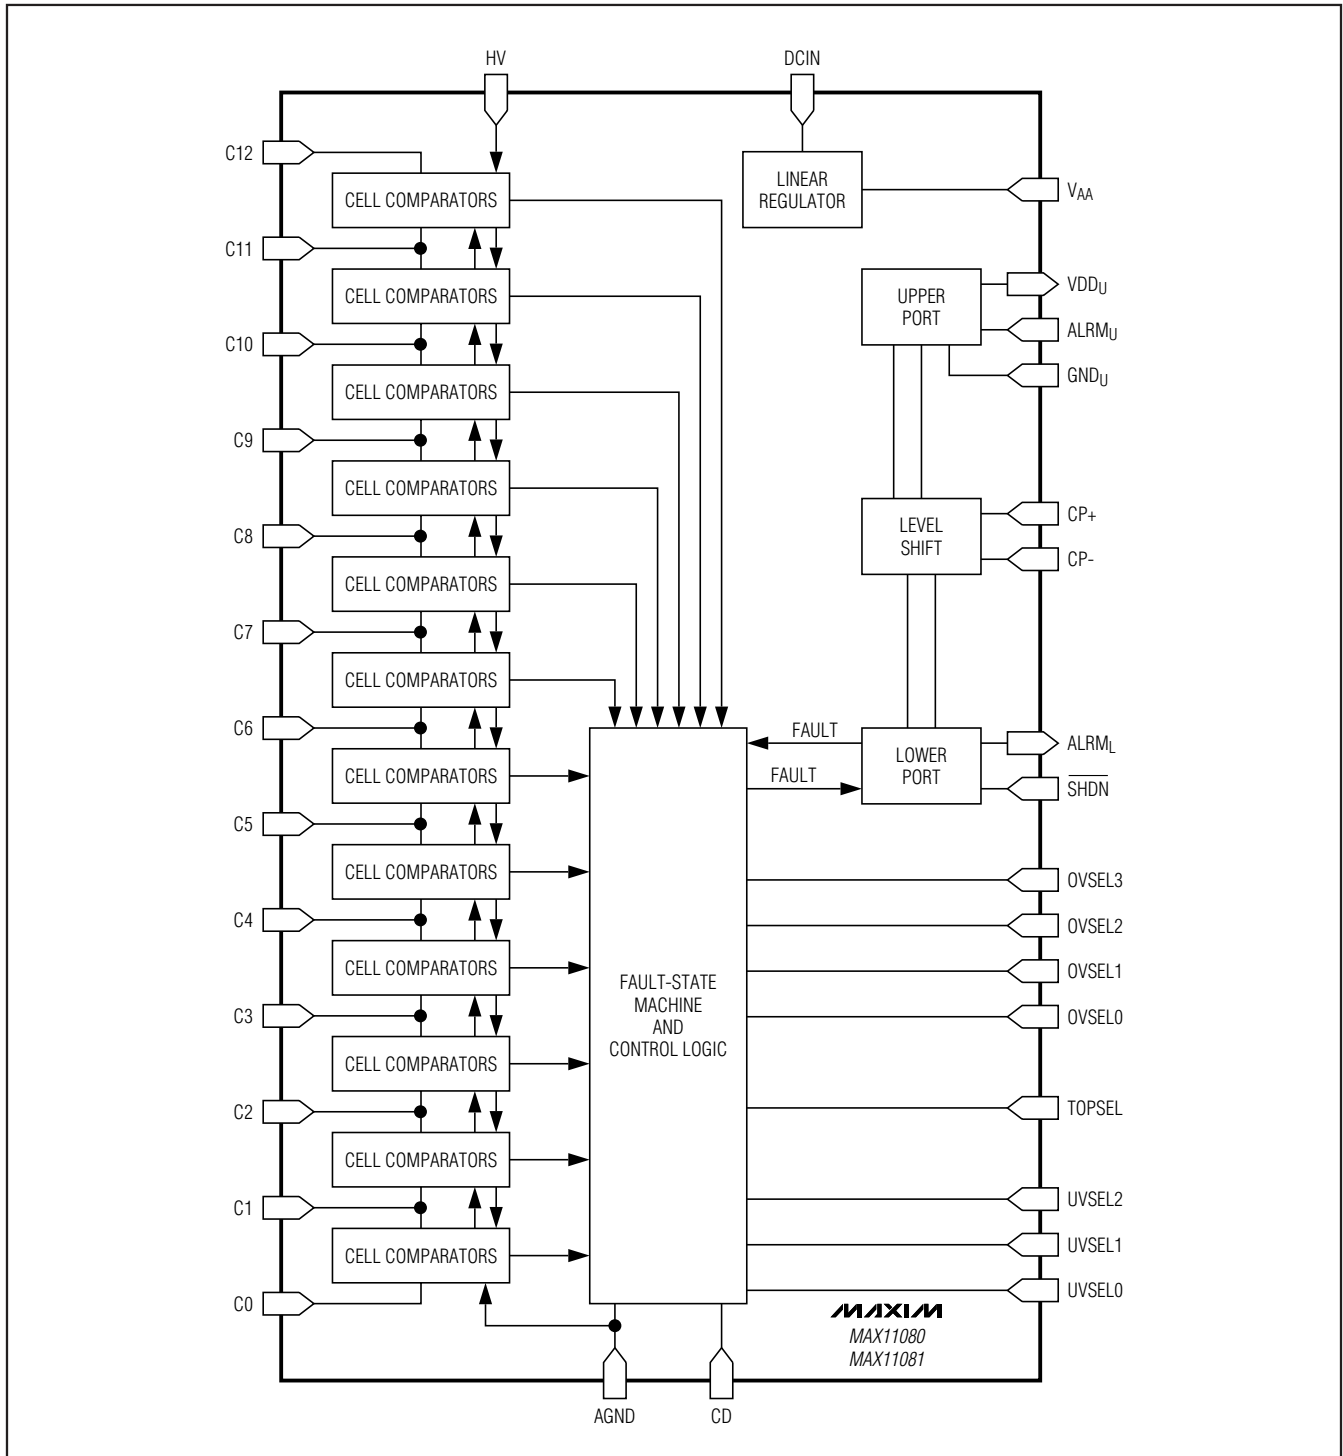 HV
DCIN
C12
CELL COMPARATORS
LINEAR
REGULATOR
VAA
C11
CELL COMPARATORS
UPPER
PORT
VDDU
ALRMU
GNDU
C10
CELL COMPARATORS
C9
CELL COMPARATORS
LEVEL
SHIFT
CP+
CP-
C8
CELL COMPARATORS
C7
CELL COMPARATORS
C6
FAULT
FAULT
LOWER
PORT
ALRML
SHDN
CELL COMPARATORS
C5
CELL COMPARATORS
OVSEL3
C4
OVSEL2
CELL COMPARATORS
OVSEL1
C3
OVSEL0
FAULT-STATE
MACHINE
AND
CONTROL LOGIC
CELL COMPARATORS
C2
TOPSEL
CELL COMPARATORS
C1
UVSEL2
CELL COMPARATORS
UVSEL1
C0
UVSEL0
MAXIM
MAX11080
MAX11081
AGND
CD